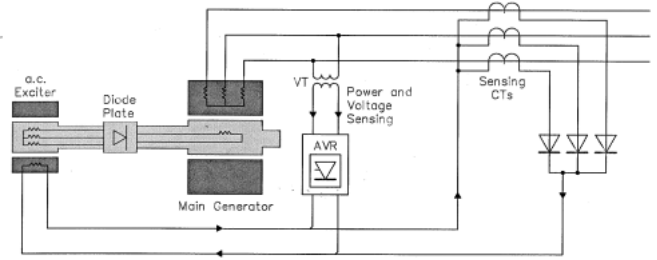 a.c.
Exciter
Diode
Plate
VT
Power and
Voltage
Sensing
Sensing
CTs
AVR
Main Generator